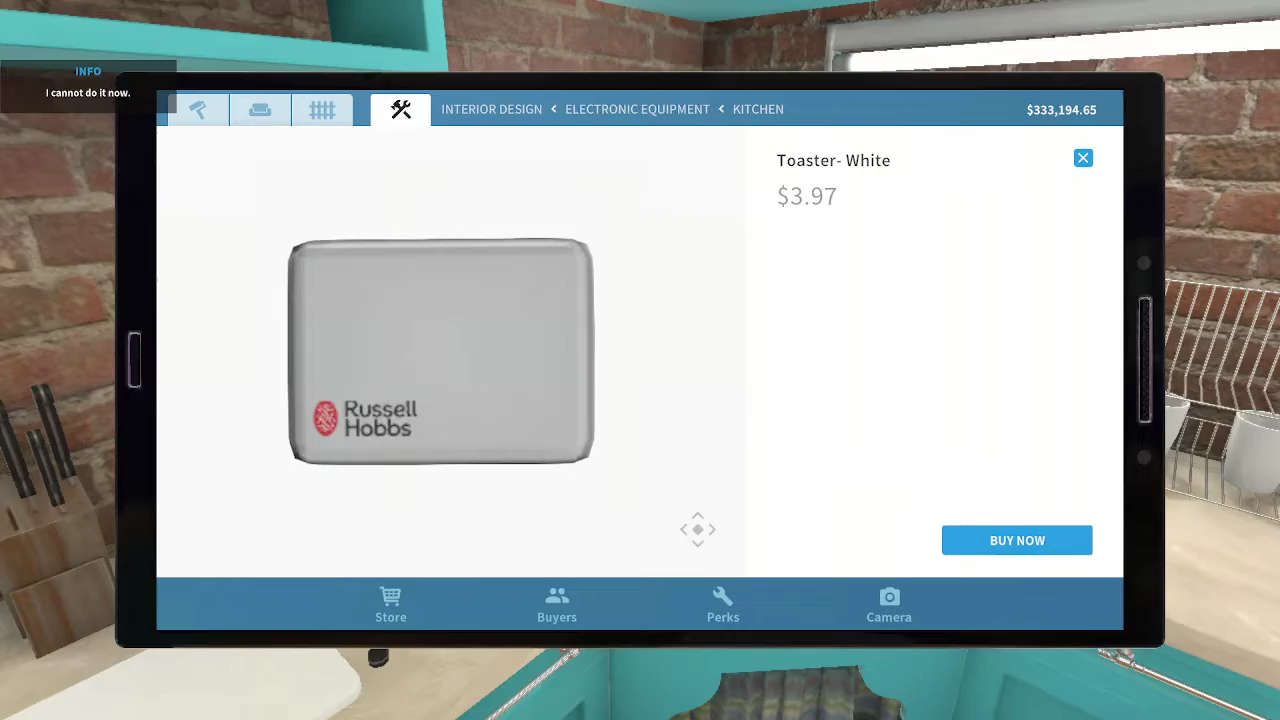 INFO
I cannot do it now.
INTERIOR DESIGN < ELECTRONIC EQUIPMENT < KITCHEN
$333,194.65
Toaster- White
$3.97
Russell
Hobbs
BUY NOW
Store
Buyers
Perks
Camera